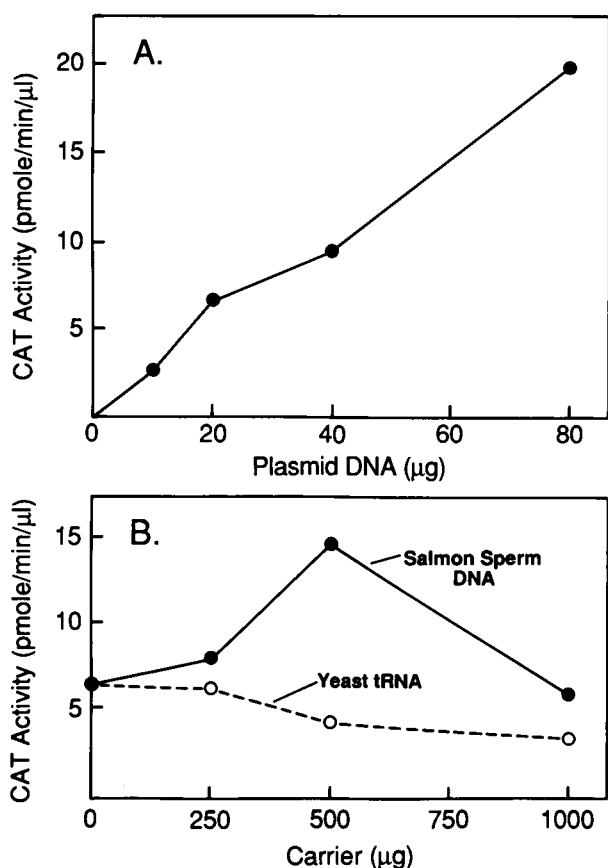 A.
CAT Activity (pmole/min/µl)
20
15
10
5
0
20
40
60
80
Plasmid DNA (µg)
B.
CAT Activity (pmole/min/µl)
15
10
5
Salmon Sperm
DNA
Yeast tRNA
0
250
500
750
1000
Carrier (µg)